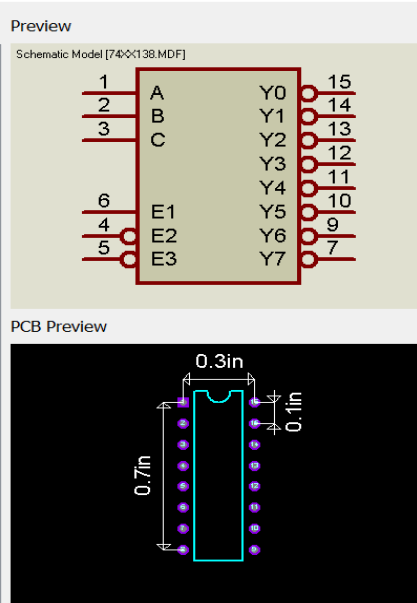 Preview
Schematic Model [74XX138.MDF]
1 A Y0 15
2 B Y1 14
3 C Y2 13
Y3 12
Y4 11
6 E1 Y5 10
4 E2 Y6 9
5 E3 Y7 7
PCB Preview
0.3in
0.1in
0.7in